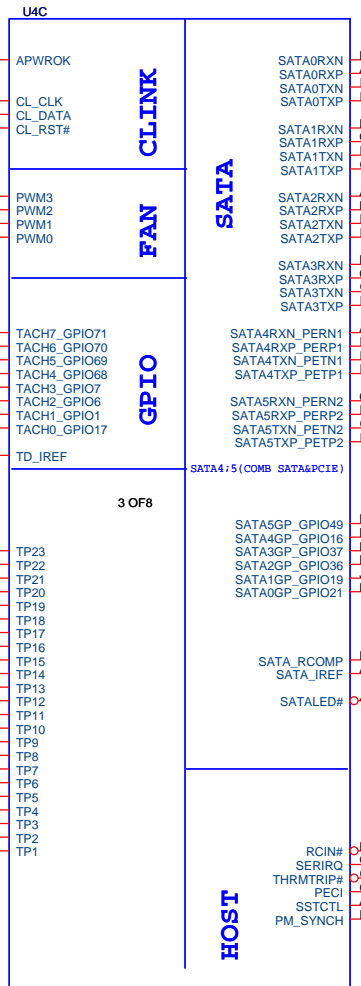 U4C
APWROK
CL_CLK
CL_DATA
CL_RST#
CLINK
PWM3
PWM2
PWM1
PWM0
FAN
TACH7_GPIO71
TACH6_GPIO70
TACH5_GPIO69
TACH4_GPIO68
TACH3_GPIO7
TACH2_GPIO6
TACH1_GPIO1
TACH0_GPIO17
GPIO
TD_IREF
3 OF8
TP23
TP22
TP21
TP20
TP19
TP18
TP17
TP16
TP15
TP14
TP13
TP12
TP11
TP10
TP9
TP8
TP7
TP6
TP5
TP4
TP3
TP2
TP1
SATA
SATA0RXN
SATA0RXP
SATA0TXN
SATA0TXP
SATA1RXN
SATA1RXP
SATA1TXN
SATA1TXP
SATA2RXN
SATA2RXP
SATA2TXN
SATA2TXP
SATA3RXN
SATA3RXP
SATA3TXN
SATA3TXP
SATA4RXN_PERN1
SATA4RXP_PERP1
SATA4TXN_PETN1
SATA4TXP_PETP1
SATA5RXN_PERN2
SATA5RXP_PERP2
SATA5TXN_PETN2
SATA5TXP_PETP2
SATA4;5(COMB SATA&PCIE)
SATA5GP_GPIO49
SATA4GP_GPIO16
SATA3GP_GPIO37
SATA2GP_GPIO36
SATA1GP_GPIO19
SATA0GP_GPIO21
SATA_RCOMP
SATA_IREF
SATALED#
HOST
RCIN#
SERIRQ
THRMTRIP#
PECI
SSTCTL
PM_SYNCH